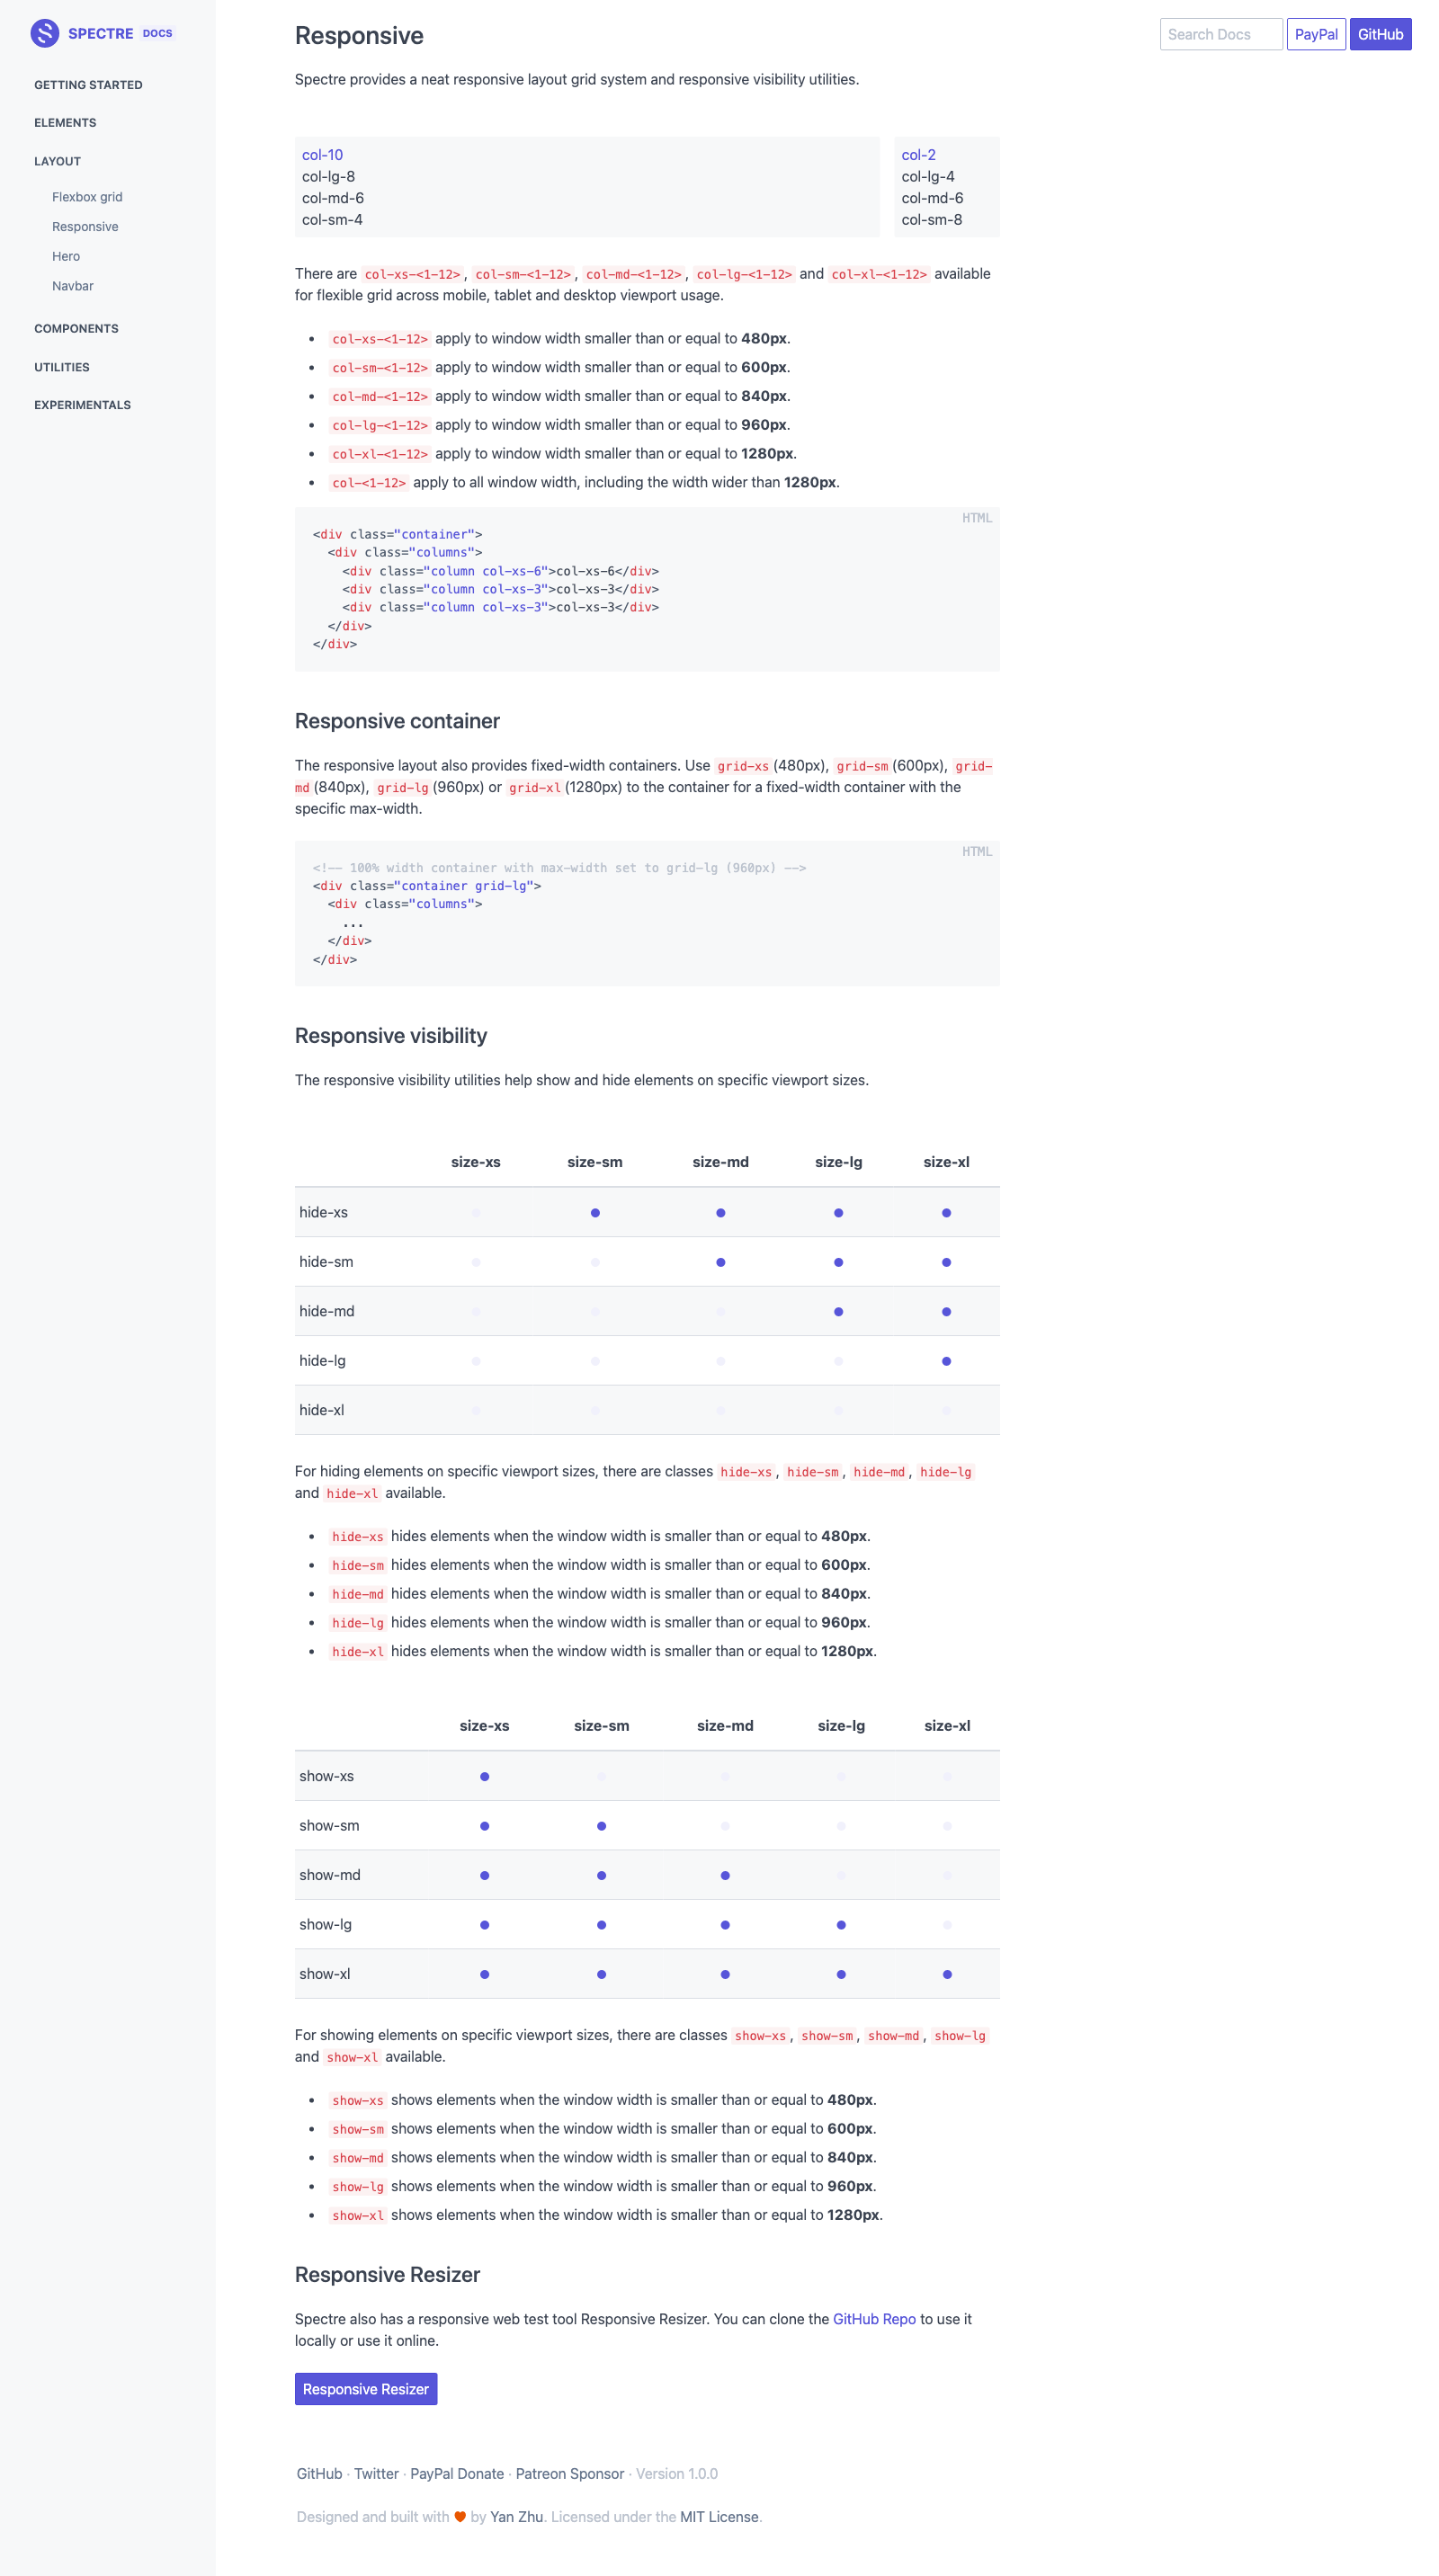 SPECTRE DOCS
GETTING STARTED
ELEMENTS
LAYOUT
Flexbox grid
Responsive
Hero
Navbar
COMPONENTS
UTILITIES
EXPERIMENTALS
Search Docs
PayPal
GitHub
Responsive
Spectre provides a neat responsive layout grid system and responsive visibility utilities.
col-10
col-lg-8
col-md-6
col-sm-4
col-2
col-lg-4
col-md-6
col-sm-8
There are col-xs-<1-12>, col-sm-<1-12>, col-md-<1-12>, col-lg-<1-12> and col-xl-<1-12> available
for flexible grid across mobile, tablet and desktop viewport usage.
• col-xs-<1-12> apply to window width smaller than or equal to 480px.
• col-sm-<1-12> apply to window width smaller than or equal to 600px.
• col-md-<1-12> apply to window width smaller than or equal to 840px.
• col-lg-<1-12> apply to window width smaller than or equal to 960px.
• col-xl-<1-12> apply to window width smaller than or equal to 1280px.
• col-<1-12> apply to all window width, including the width wider than 1280px.
HTML
<div class="container">
  <div class="columns">
    <div class="column col-xs-6">col-xs-6</div>
    <div class="column col-xs-3">col-xs-3</div>
    <div class="column col-xs-3">col-xs-3</div>
  </div>
</div>
Responsive container
The responsive layout also provides fixed-width containers. Use grid-xs (480px), grid-sm (600px), grid-
md (840px), grid-lg (960px) or grid-xl (1280px) to the container for a fixed-width container with the
specific max-width.
HTML
<!-- 100% width container with max-width set to grid-lg (960px) -->
<div class="container grid-lg">
  <div class="columns">
    ...
  </div>
</div>
Responsive visibility
The responsive visibility utilities help show and hide elements on specific viewport sizes.
size-xs size-sm size-md size-lg size-xl
hide-xs
hide-sm
hide-md
hide-lg
hide-xl
For hiding elements on specific viewport sizes, there are classes hide-xs, hide-sm, hide-md, hide-lg
and hide-xl available.
• hide-xs hides elements when the window width is smaller than or equal to 480px.
• hide-sm hides elements when the window width is smaller than or equal to 600px.
• hide-md hides elements when the window width is smaller than or equal to 840px.
• hide-lg hides elements when the window width is smaller than or equal to 960px.
• hide-xl hides elements when the window width is smaller than or equal to 1280px.
size-xs size-sm size-md size-lg size-xl
show-xs
show-sm
show-md
show-lg
show-xl
For showing elements on specific viewport sizes, there are classes show-xs, show-sm, show-md, show-lg
and show-xl available.
• show-xs shows elements when the window width is smaller than or equal to 480px.
• show-sm shows elements when the window width is smaller than or equal to 600px.
• show-md shows elements when the window width is smaller than or equal to 840px.
• show-lg shows elements when the window width is smaller than or equal to 960px.
• show-xl shows elements when the window width is smaller than or equal to 1280px.
Responsive Resizer
Spectre also has a responsive web test tool Responsive Resizer. You can clone the GitHub Repo to use it
locally or use it online.
Responsive Resizer
GitHub · Twitter · PayPal Donate · Patreon Sponsor · Version 1.0.0
Designed and built with ♥ by Yan Zhu. Licensed under the MIT License.